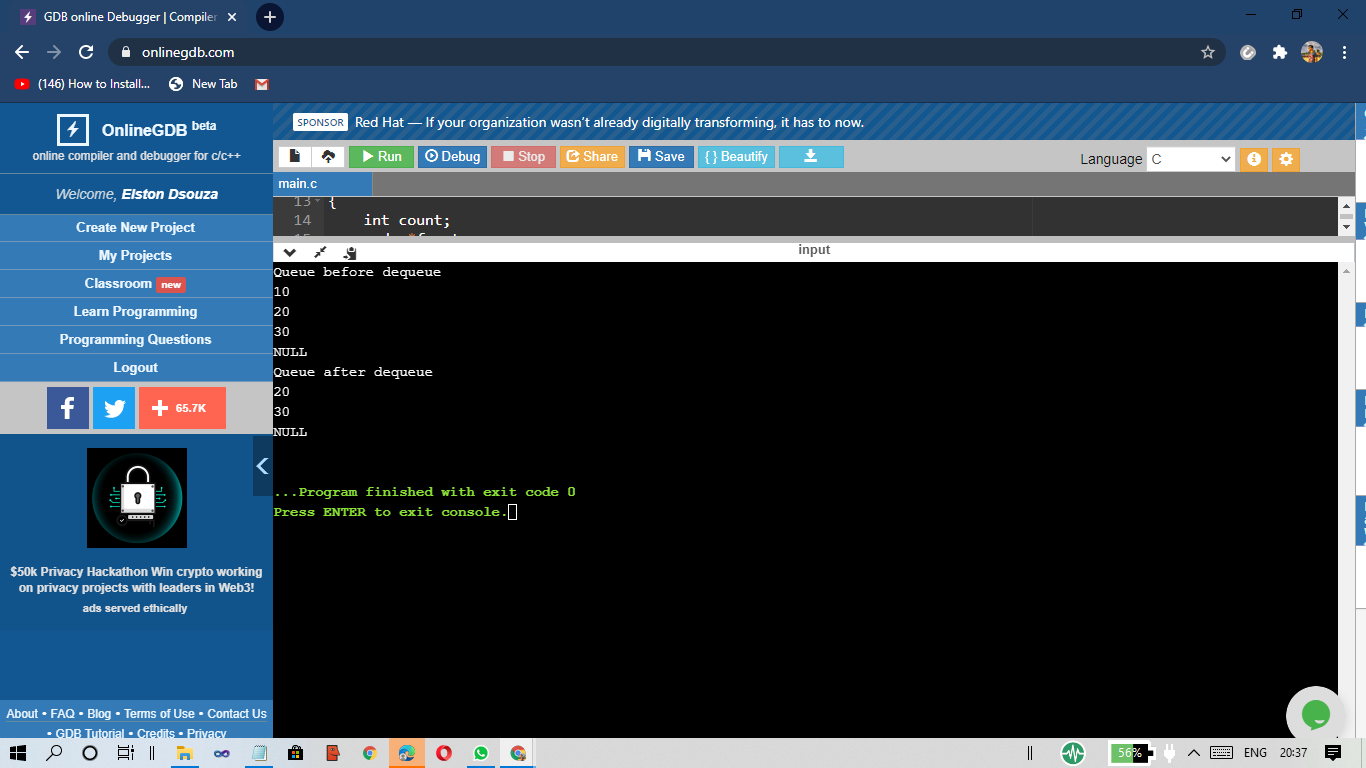 GDB online Debugger | Compiler
onlinegdb.com
(146) How to Install... New Tab
OnlineGDB beta
online compiler and debugger for c/c++
Welcome, Elston Dsouza
Create New Project
My Projects
Classroom new
Learn Programming
Programming Questions
Logout
65.7K
$50k Privacy Hackathon Win crypto working
on privacy projects with leaders in Web3!
ads served ethically
About • FAQ • Blog • Terms of Use • Contact Us
• GDB Tutorial • Credits • Privacy
SPONSOR Red Hat — If your organization wasn't already digitally transforming, it has to now.
Run Debug Stop Share Save { } Beautify Language C
main.c
13 {
14 int count;
input
Queue before dequeue
10
20
30
NULL
Queue after dequeue
20
30
NULL
...Program finished with exit code 0
Press ENTER to exit console.
56% ENG 20:37